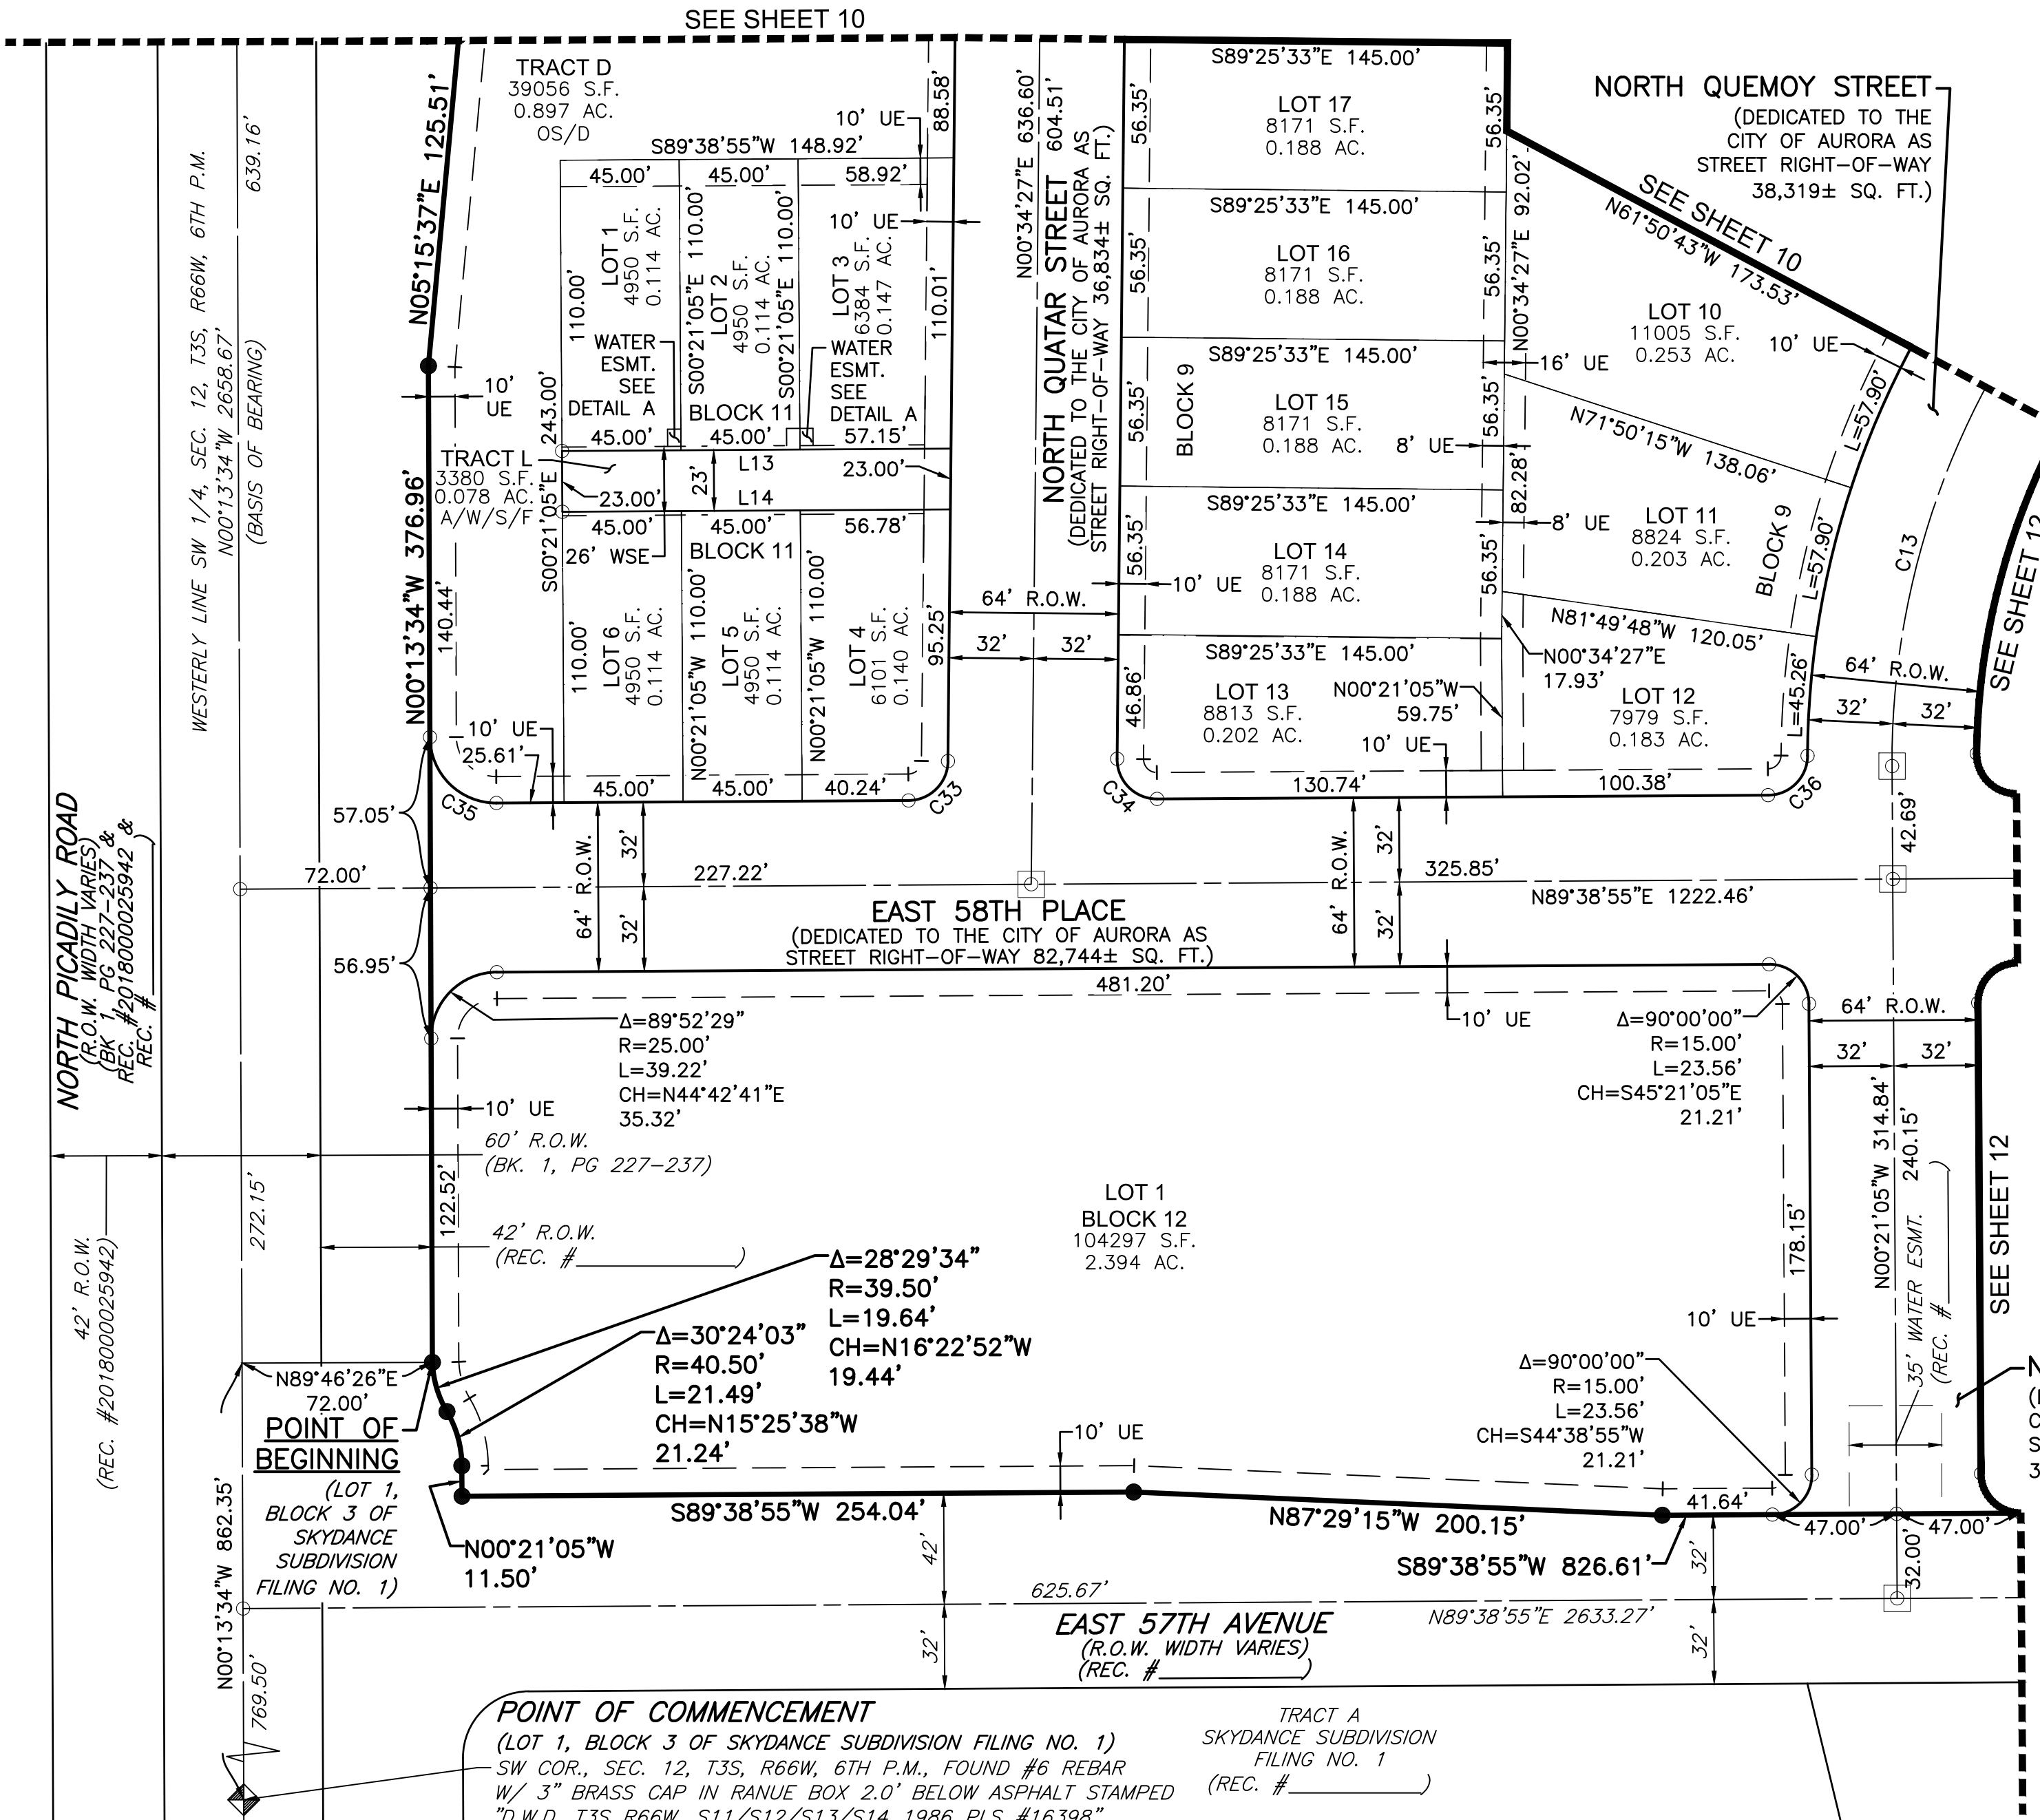 SEE SHEET 10
TRACT D
39056 S.F.
0.897 AC.
OS/D
N05°15'37"E 125.51'
639.16'
WESTERLY LINE SW 1/4, SEC. 12, T3S, R66W, 6TH P.M.
N00°13'34"W 2658.67'
(BASIS OF BEARING)
10' UE
88.58'
S89°38'55"W 148.92'
45.00'
45.00'
58.92'
10' UE
LOT 1
4950 S.F.
0.114 AC.
110.00'
S00°21'05"E 110.00'
LOT 2
4950 S.F.
0.114 AC.
S00°21'05"E 110.00'
LOT 3
6384 S.F.
0.147 AC.
110.01'
WATER
ESMT.
SEE
DETAIL A
WATER
ESMT.
SEE
DETAIL A
BLOCK 11
10'
UE
S00°21'05"E 243.00'
45.00'
45.00'
57.15'
TRACT L
3380 S.F.
0.078 AC.
A/W/S/F
L13
23'
23.00'
23.00'
L14
45.00'
45.00'
56.78'
26' WSE
BLOCK 11
N00°13'34"W 376.96'
140.44'
110.00'
LOT 6
4950 S.F.
0.114 AC.
N00°21'05"W 110.00'
LOT 5
4950 S.F.
0.114 AC.
N00°21'05"W 110.00'
LOT 4
6101 S.F.
0.140 AC.
95.25'
10' UE
25.61'
45.00'
45.00'
40.24'
C35
C33
N00°34'27"E 636.60'
604.51'
NORTH QUATAR STREET
(DEDICATED TO THE CITY OF AURORA AS
STREET RIGHT-OF-WAY 36,834± SQ. FT.)
64' R.O.W.
32'
32'
S89°25'33"E 145.00'
56.35'
LOT 17
8171 S.F.
0.188 AC.
56.35'
S89°25'33"E 145.00'
56.35'
LOT 16
8171 S.F.
0.188 AC.
56.35'
N00°34'27"E 92.02'
S89°25'33"E 145.00'
BLOCK 9
56.35'
LOT 15
8171 S.F.
0.188 AC.
56.35'
16' UE
8' UE
S89°25'33"E 145.00'
82.28'
8' UE
56.35'
LOT 14
8171 S.F.
0.188 AC.
56.35'
10' UE
S89°25'33"E 145.00'
46.86'
LOT 13
8813 S.F.
0.202 AC.
N00°34'27"E
17.93'
N00°21'05"W
59.75'
10' UE
130.74'
100.38'
C34
C36
NORTH QUEMOY STREET
(DEDICATED TO THE
CITY OF AURORA AS
STREET RIGHT-OF-WAY
38,319± SQ. FT.)
SEE SHEET 10
N61°50'43"W 173.53'
LOT 10
11005 S.F.
0.253 AC.
10' UE
L=57.90'
N71°50'15"W 138.06'
LOT 11
8824 S.F.
0.203 AC.
BLOCK 9
L=57.90'
C13
N81°49'48"W 120.05'
LOT 12
7979 S.F.
0.183 AC.
L=45.26'
64' R.O.W.
32'
32'
SEE SHEET 12
42.69'
NORTH PICADILY ROAD
(R.O.W. WIDTH VARIES)
(BK 1, PG 227-237 &
REC. #2018000025942 &
REC. #
)
57.05'
72.00'
56.95'
64' R.O.W.
32'
32'
227.22'
64' R.O.W.
32'
32'
325.85'
N89°38'55"E 1222.46'
EAST 58TH PLACE
(DEDICATED TO THE CITY OF AURORA AS
STREET RIGHT-OF-WAY 82,744± SQ. FT.)
481.20'
10' UE
Δ=89°52'29"
R=25.00'
L=39.22'
CH=N44°42'41"E
35.32'
Δ=90°00'00"
R=15.00'
L=23.56'
CH=S45°21'05"E
21.21'
64' R.O.W.
32'
32'
10' UE
60' R.O.W.
(BK. 1, PG 227-237)
122.52'
272.15'
42' R.O.W.
(REC. #2018000025942)
42' R.O.W.
(REC. # )
LOT 1
BLOCK 12
104297 S.F.
2.394 AC.
Δ=28°29'34"
R=39.50'
L=19.64'
CH=N16°22'52"W
19.44'
Δ=30°24'03"
R=40.50'
L=21.49'
CH=N15°25'38"W
21.24'
178.15'
10' UE
N00°21'05"W 314.84'
240.15'
35' WATER ESMT.
(REC. # )
SEE SHEET 12
Δ=90°00'00"
R=15.00'
L=23.56'
CH=S44°38'55"W
21.21'
N89°46'26"E
72.00'
POINT OF
BEGINNING
(LOT 1,
BLOCK 3 OF
SKYDANCE
SUBDIVISION
FILING NO. 1)
N00°21'05"W
11.50'
10' UE
S89°38'55"W 254.04'
N87°29'15"W 200.15'
41.64'
47.00'
47.00'
S89°38'55"W 826.61'
42'
32'
32'
32'
32.00'
625.67'
N89°38'55"E 2633.27'
EAST 57TH AVENUE
(R.O.W. WIDTH VARIES)
(REC. # )
N00°13'34"W 862.35'
769.50'
POINT OF COMMENCEMENT
(LOT 1, BLOCK 3 OF SKYDANCE SUBDIVISION FILING NO. 1)
SW COR., SEC. 12, T3S, R66W, 6TH P.M., FOUND #6 REBAR
W/ 3" BRASS CAP IN RANUE BOX 2.0' BELOW ASPHALT STAMPED
"D.W.D. T3S R66W, S11/S12/S13/S14 1986 PLS #16398"
TRACT A
SKYDANCE SUBDIVISION
FILING NO. 1
(REC. # )